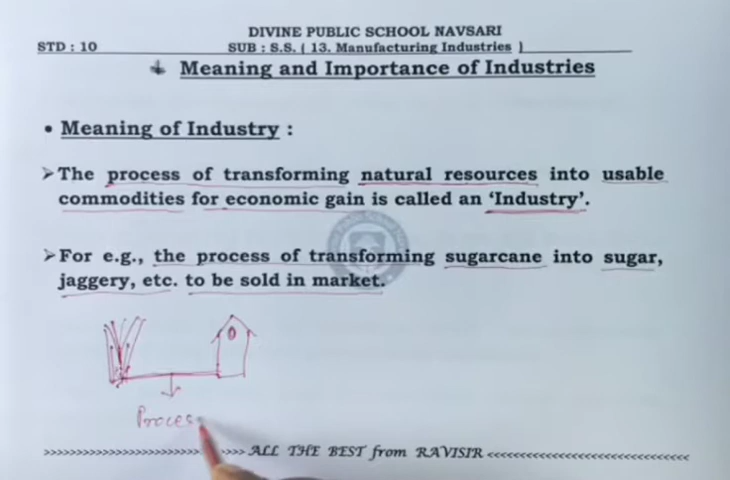 DIVINE PUBLIC SCHOOL NAVSARI
STD : 10 SUB : S.S. ( 13. Manufacturing Industries )
Meaning and Importance of Industries
• Meaning of Industry :
➢The process of transforming natural resources into usable
commodities for economic gain is called an ‘Industry’.
➢For e.g., the process of transforming sugarcane into sugar,
jaggery, etc. to be sold in market.
Process
»»»»»»»»»»»»»»»»»»» ALL THE BEST from RAVISIR «««««««««««««««««««